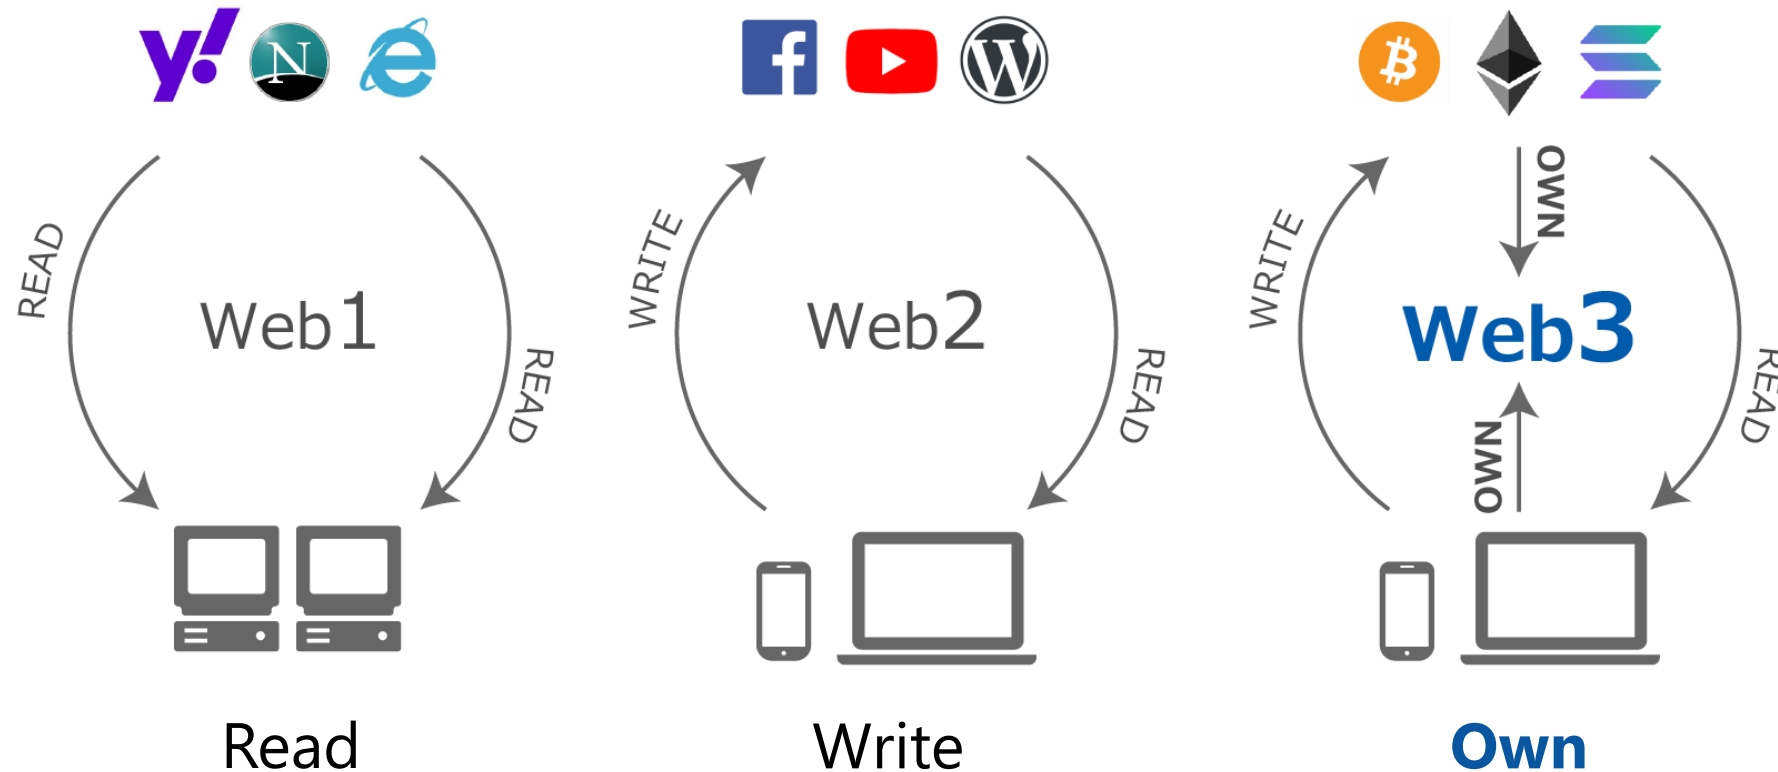 y!
N
e
READ
Web1
READ
Read
f
W
WRITE
Web2
READ
Write
WRITE
OWN
Web3
OWN
READ
Own